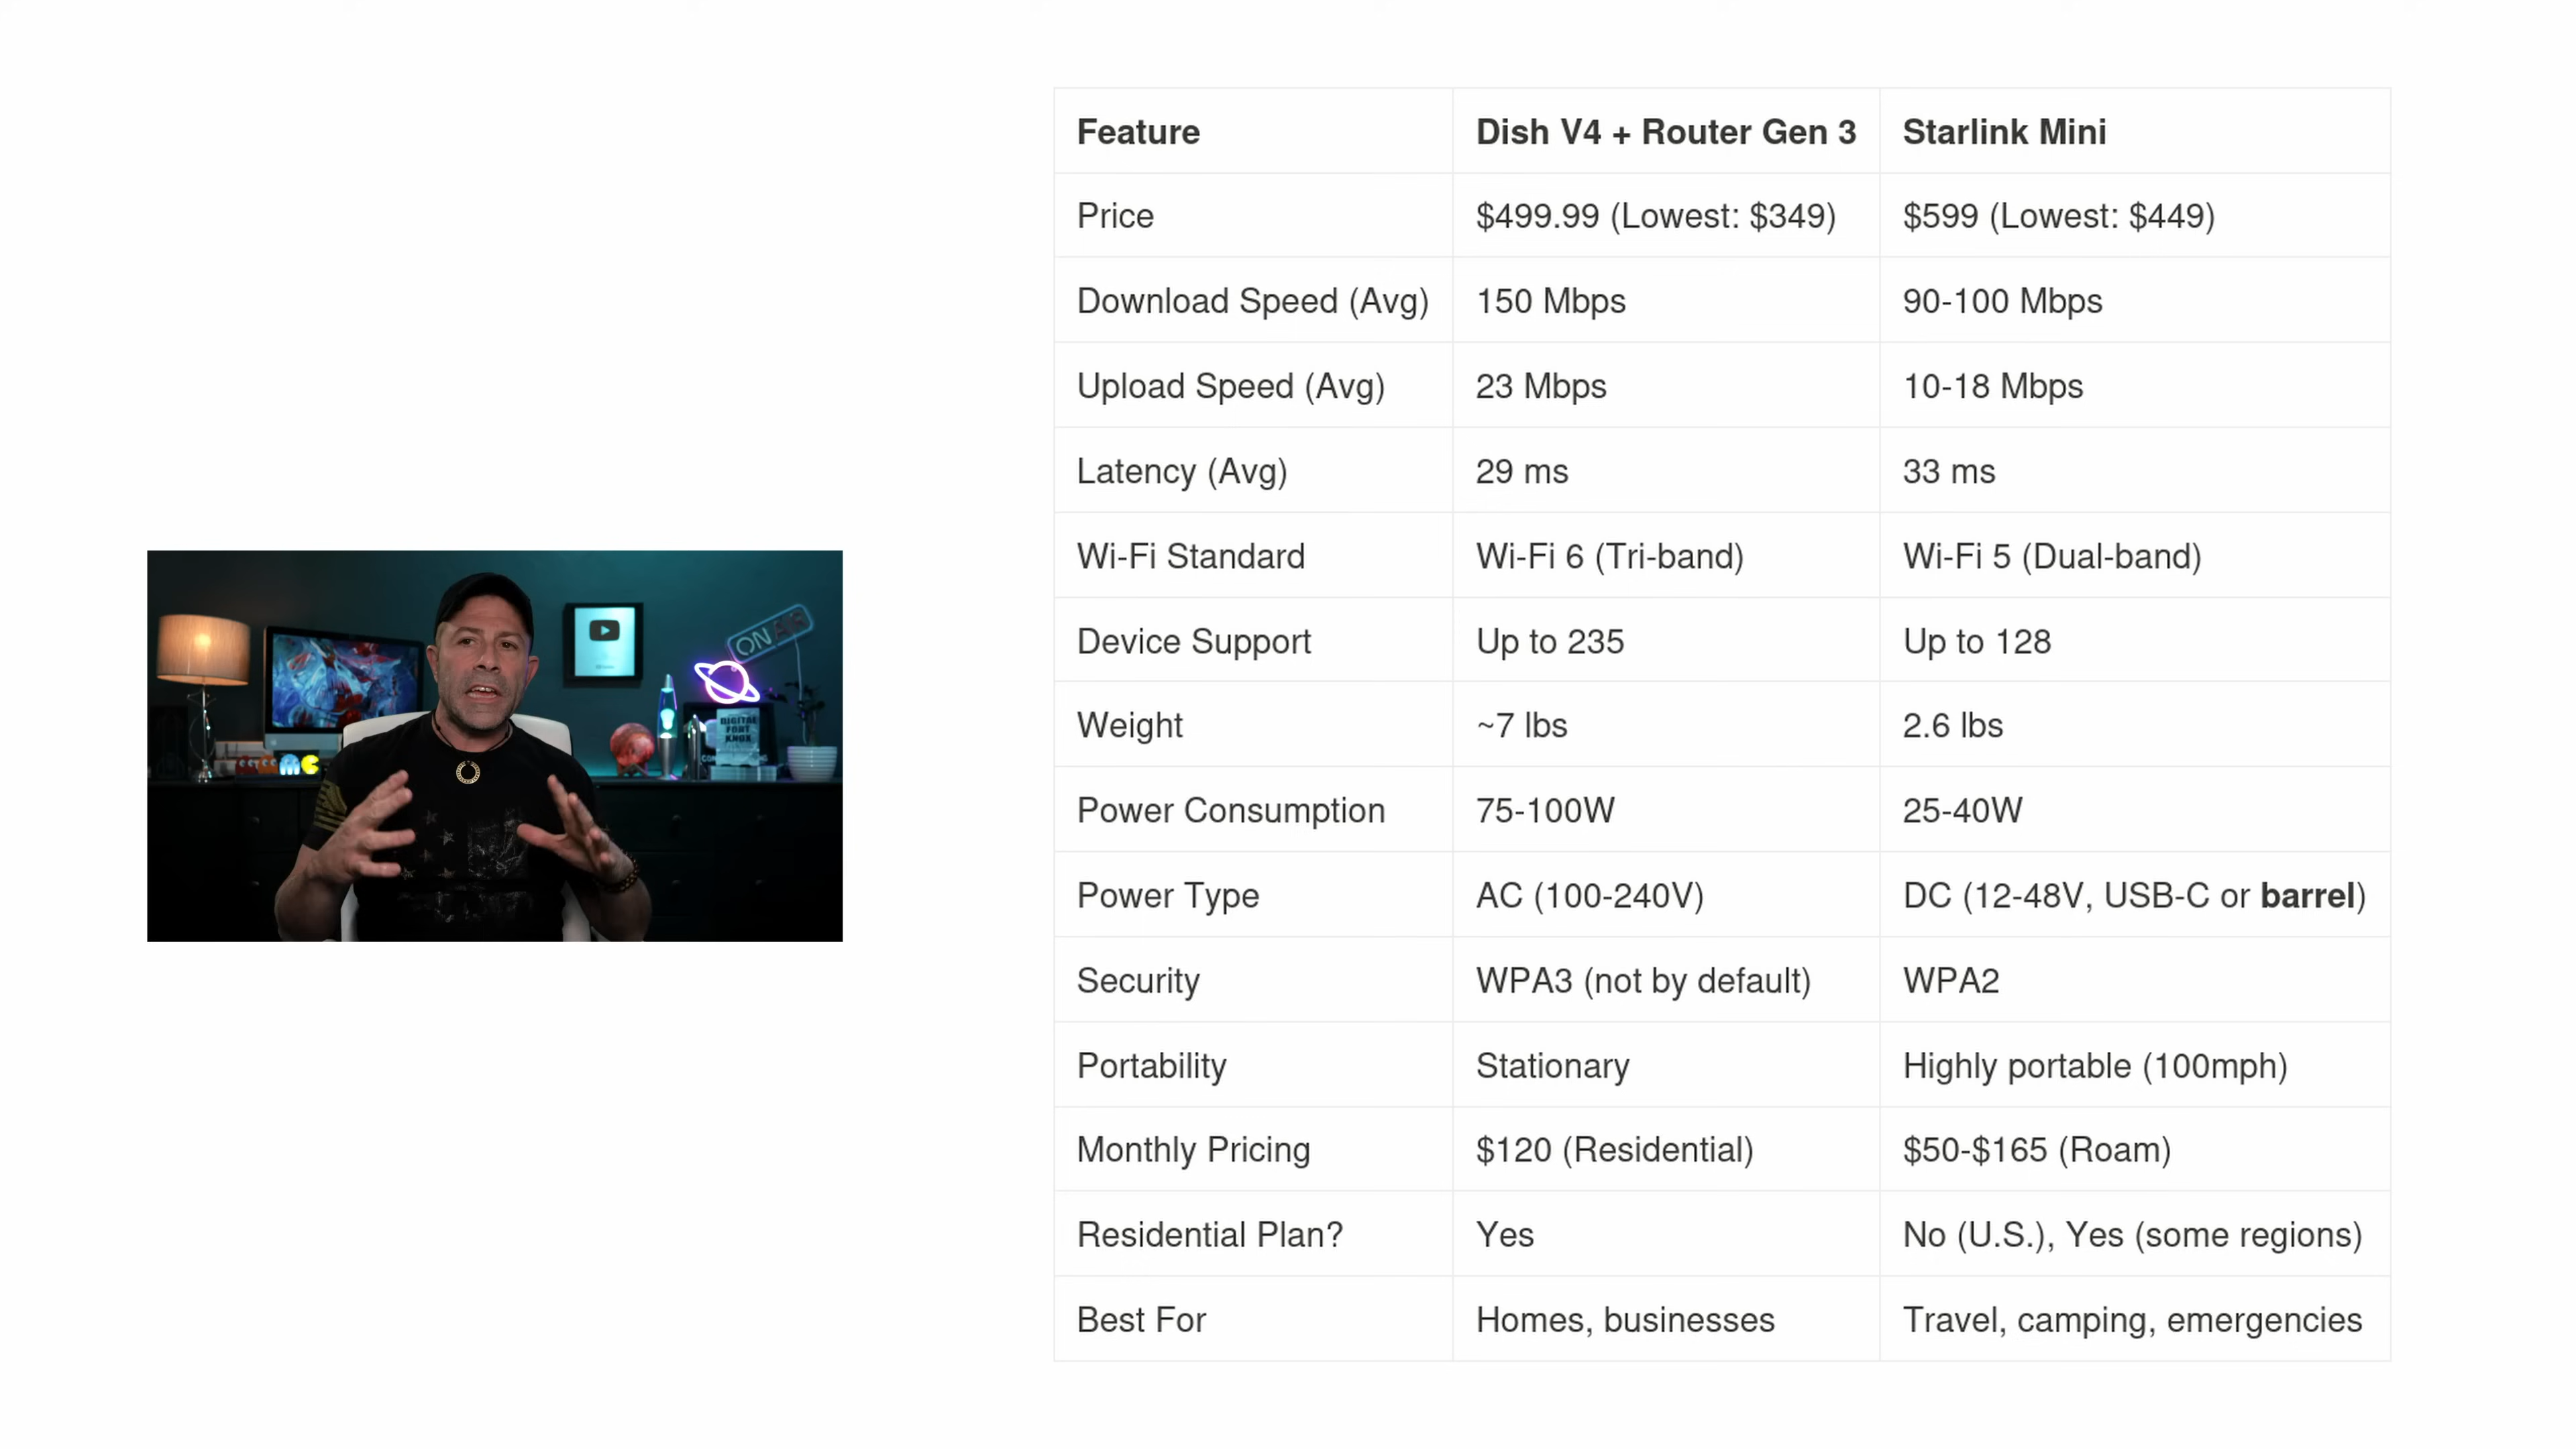 Feature Dish V4 + Router Gen 3 Starlink Mini
Price $499.99 (Lowest: $349) $599 (Lowest: $449)
Download Speed (Avg) 150 Mbps 90-100 Mbps
Upload Speed (Avg) 23 Mbps 10-18 Mbps
Latency (Avg) 29 ms 33 ms
Wi-Fi Standard Wi-Fi 6 (Tri-band) Wi-Fi 5 (Dual-band)
Device Support Up to 235 Up to 128
Weight ~7 lbs 2.6 lbs
Power Consumption 75-100W 25-40W
Power Type AC (100-240V) DC (12-48V, USB-C or barrel)
Security WPA3 (not by default) WPA2
Portability Stationary Highly portable (100mph)
Monthly Pricing $120 (Residential) $50-$165 (Roam)
Residential Plan? Yes No (U.S.), Yes (some regions)
Best For Homes, businesses Travel, camping, emergencies
ON
DIGITAL
FORT
KNOX